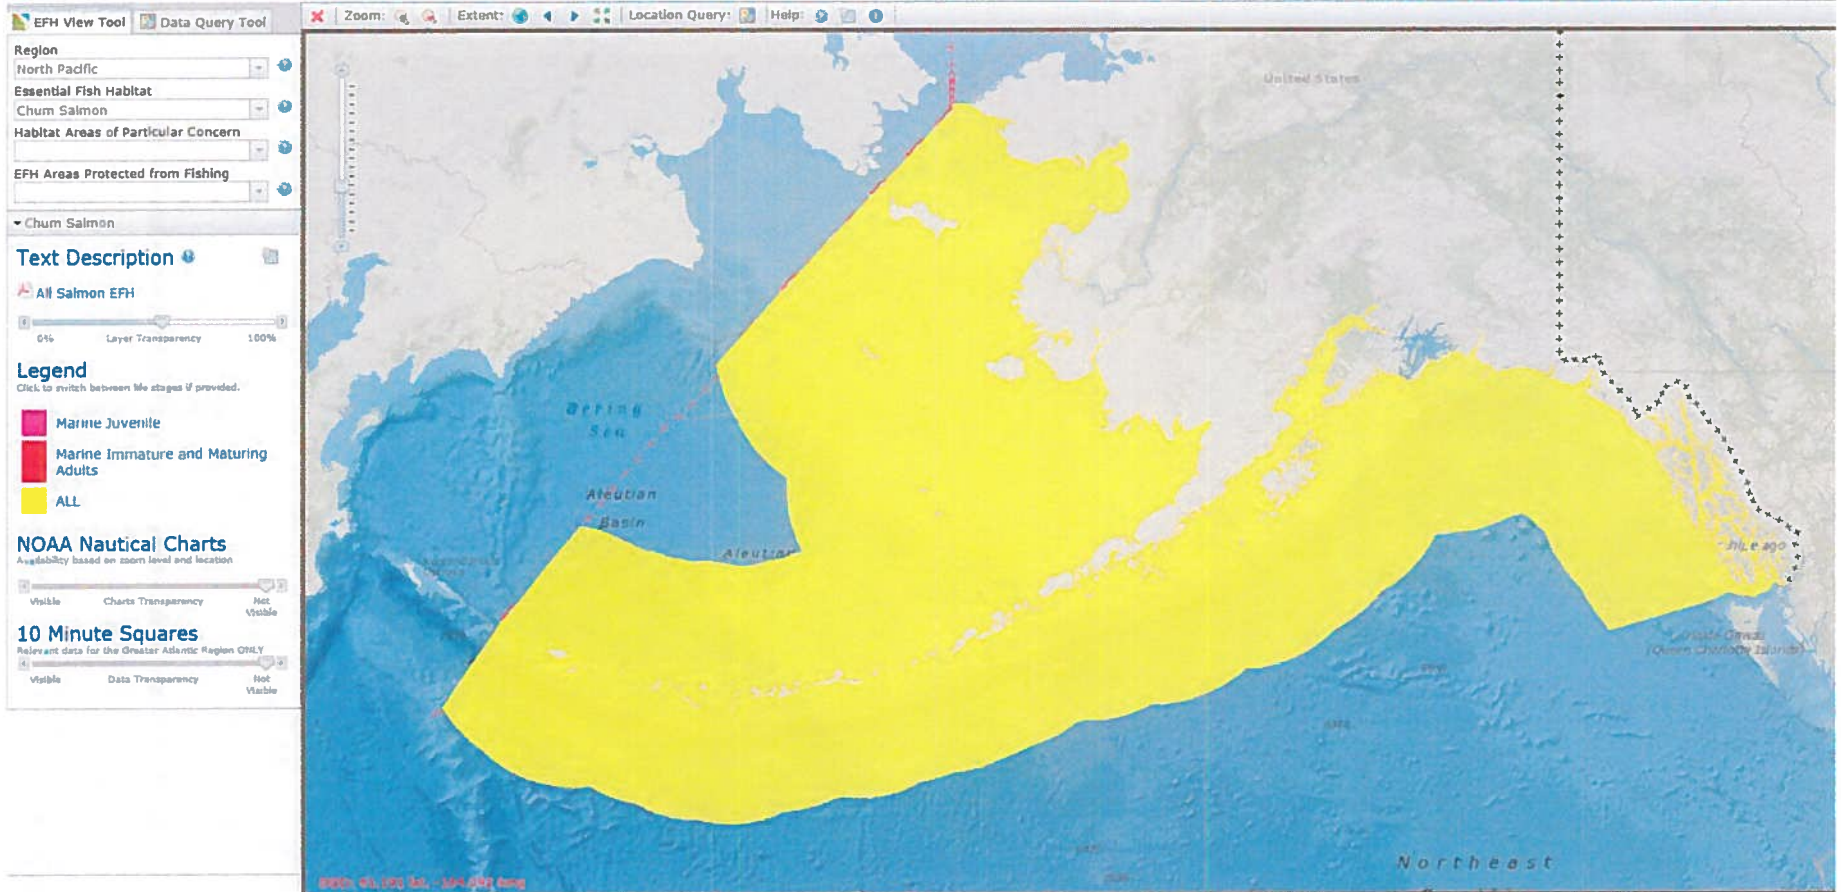 EFH View Tool
Data Query Tool
Zoom:
Extent:
Location Query:
Help:
Region
North Pacific
Essential Fish Habitat
Chum Salmon
Habitat Areas of Particular Concern
EFH Areas Protected from Fishing
Chum Salmon
Text Description
All Salmon EFH
0%
Layer Transparency
100%
Legend
Click to switch between life stages if provided.
Marine Juvenile
Marine Immature and Maturing
Adults
ALL
NOAA Nautical Charts
Availability based on zoom level and location
Visible
Charts Transparency
Not
Visible
10 Minute Squares
Relevant data for the Greater Atlantic Region ONLY
Visible
Data Transparency
Not
Visible
United States
Bering
Sea
Aleutian
Basin
Aleutian
(Queen Charlotte Islands)
Northeast